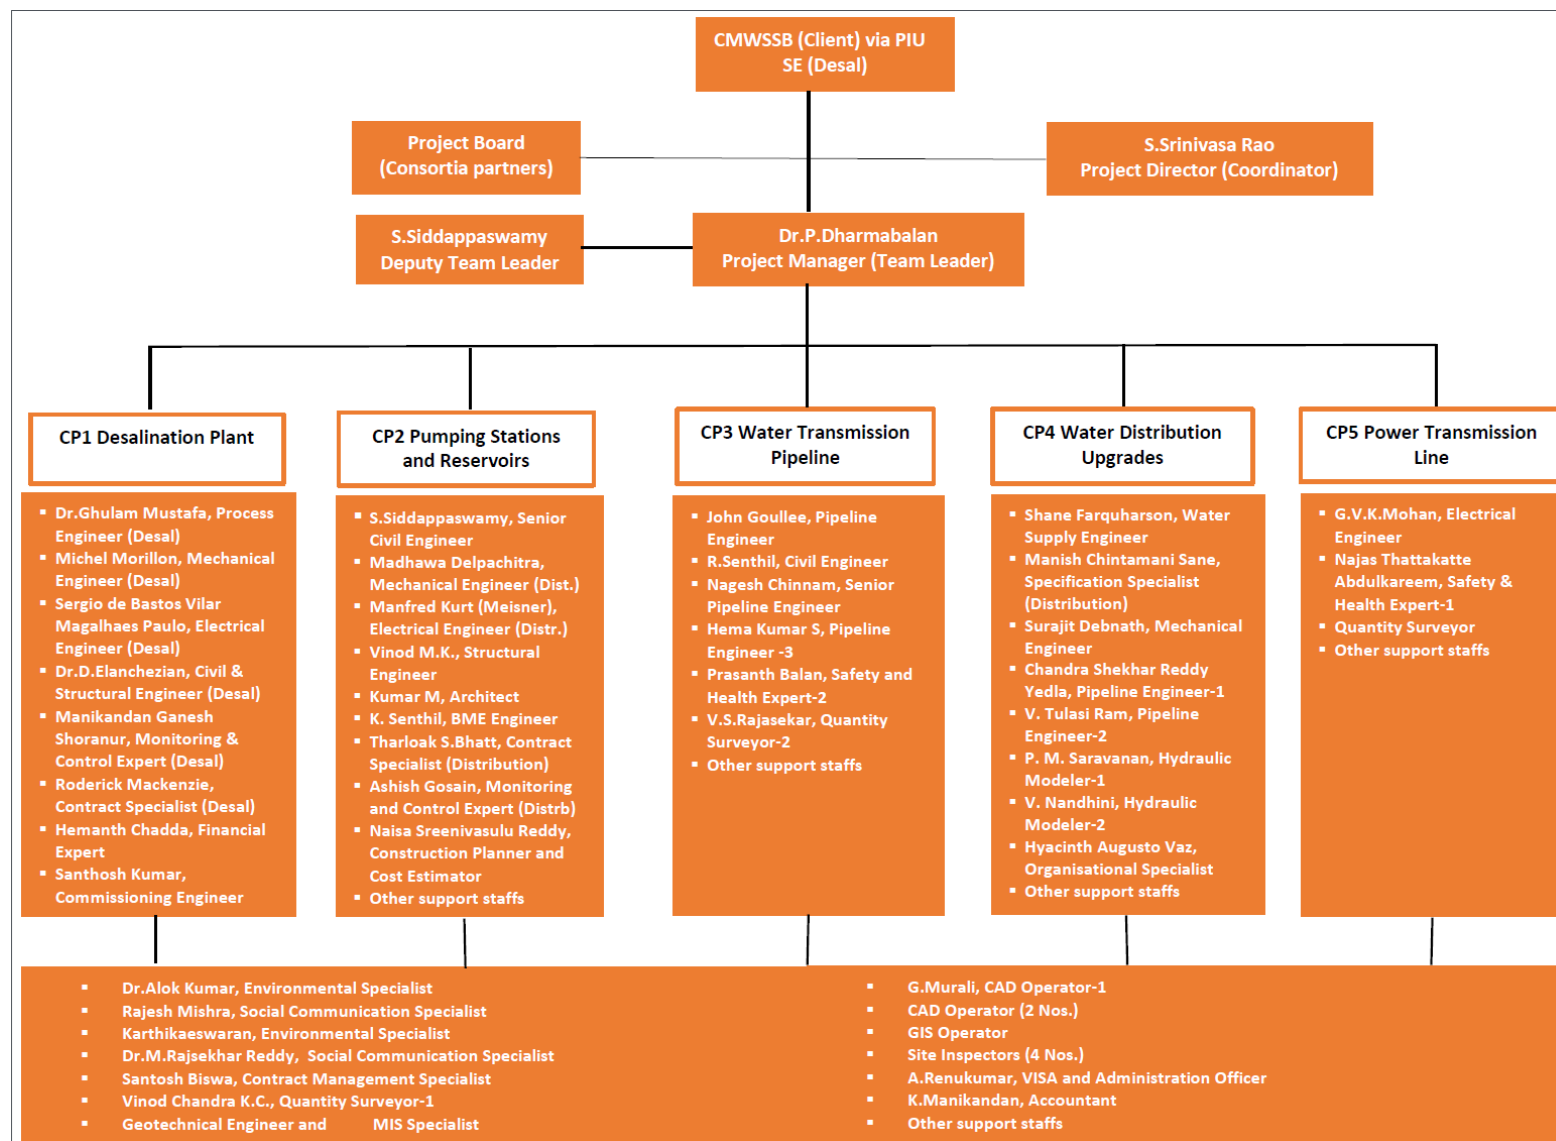 CMWSSB (Client) via PIU
SE (Desal)
Project Board
(Consortia partners)
S.Srinivasa Rao
Project Director (Coordinator)
S.Siddappaswamy
Deputy Team Leader
Dr.P.Dharmabalan
Project Manager (Team Leader)
CP1 Desalination Plant
▪ Dr.Ghulam Mustafa, Process
Engineer (Desal)
▪ Michel Morillon, Mechanical
Engineer (Desal)
▪ Sergio de Bastos Vilar
Magalhaes Paulo, Electrical
Engineer (Desal)
▪ Dr.D.Elanchezian, Civil &
Structural Engineer (Desal)
▪ Manikandan Ganesh
Shoranur, Monitoring &
Control Expert (Desal)
▪ Roderick Mackenzie,
Contract Specialist (Desal)
▪ Hemanth Chadda, Financial
Expert
▪ Santhosh Kumar,
Commissioning Engineer
CP2 Pumping Stations
and Reservoirs
▪ S.Siddappaswamy, Senior
Civil Engineer
▪ Madhawa Delpachitra,
Mechanical Engineer (Dist.)
▪ Manfred Kurt (Meisner),
Electrical Engineer (Distr.)
▪ Vinod M.K., Structural
Engineer
▪ Kumar M, Architect
▪ K. Senthil, BME Engineer
▪ Tharloak S.Bhatt, Contract
Specialist (Distribution)
▪ Ashish Gosain, Monitoring
and Control Expert (Distrb)
▪ Naisa Sreenivasulu Reddy,
Construction Planner and
Cost Estimator
▪ Other support staffs
CP3 Water Transmission
Pipeline
▪ John Goullee, Pipeline
Engineer
▪ R.Senthil, Civil Engineer
▪ Nagesh Chinnam, Senior
Pipeline Engineer
▪ Hema Kumar S, Pipeline
Engineer -3
▪ Prasanth Balan, Safety and
Health Expert-2
▪ V.S.Rajasekar, Quantity
Surveyor-2
▪ Other support staffs
CP4 Water Distribution
Upgrades
▪ Shane Farquharson, Water
Supply Engineer
▪ Manish Chintamani Sane,
Specification Specialist
(Distribution)
▪ Surajit Debnath, Mechanical
Engineer
▪ Chandra Shekhar Reddy
Yedla, Pipeline Engineer-1
▪ V. Tulasi Ram, Pipeline
Engineer-2
▪ P. M. Saravanan, Hydraulic
Modeler-1
▪ V. Nandhini, Hydraulic
Modeler-2
▪ Hyacinth Augusto Vaz,
Organisational Specialist
▪ Other support staffs
CP5 Power Transmission
Line
▪ G.V.K.Mohan, Electrical
Engineer
▪ Najas Thattakatte
Abdulkareem, Safety &
Health Expert-1
▪ Quantity Surveyor
▪ Other support staffs
▪ Dr.Alok Kumar, Environmental Specialist
▪ Rajesh Mishra, Social Communication Specialist
▪ Karthikaeswaran, Environmental Specialist
▪ Dr.M.Rajsekhar Reddy, Social Communication Specialist
▪ Santosh Biswa, Contract Management Specialist
▪ Vinod Chandra K.C., Quantity Surveyor-1
▪ Geotechnical Engineer and MIS Specialist
▪ G.Murali, CAD Operator-1
▪ CAD Operator (2 Nos.)
▪ GIS Operator
▪ Site Inspectors (4 Nos.)
▪ A.Renukumar, VISA and Administration Officer
▪ K.Manikandan, Accountant
▪ Other support staffs